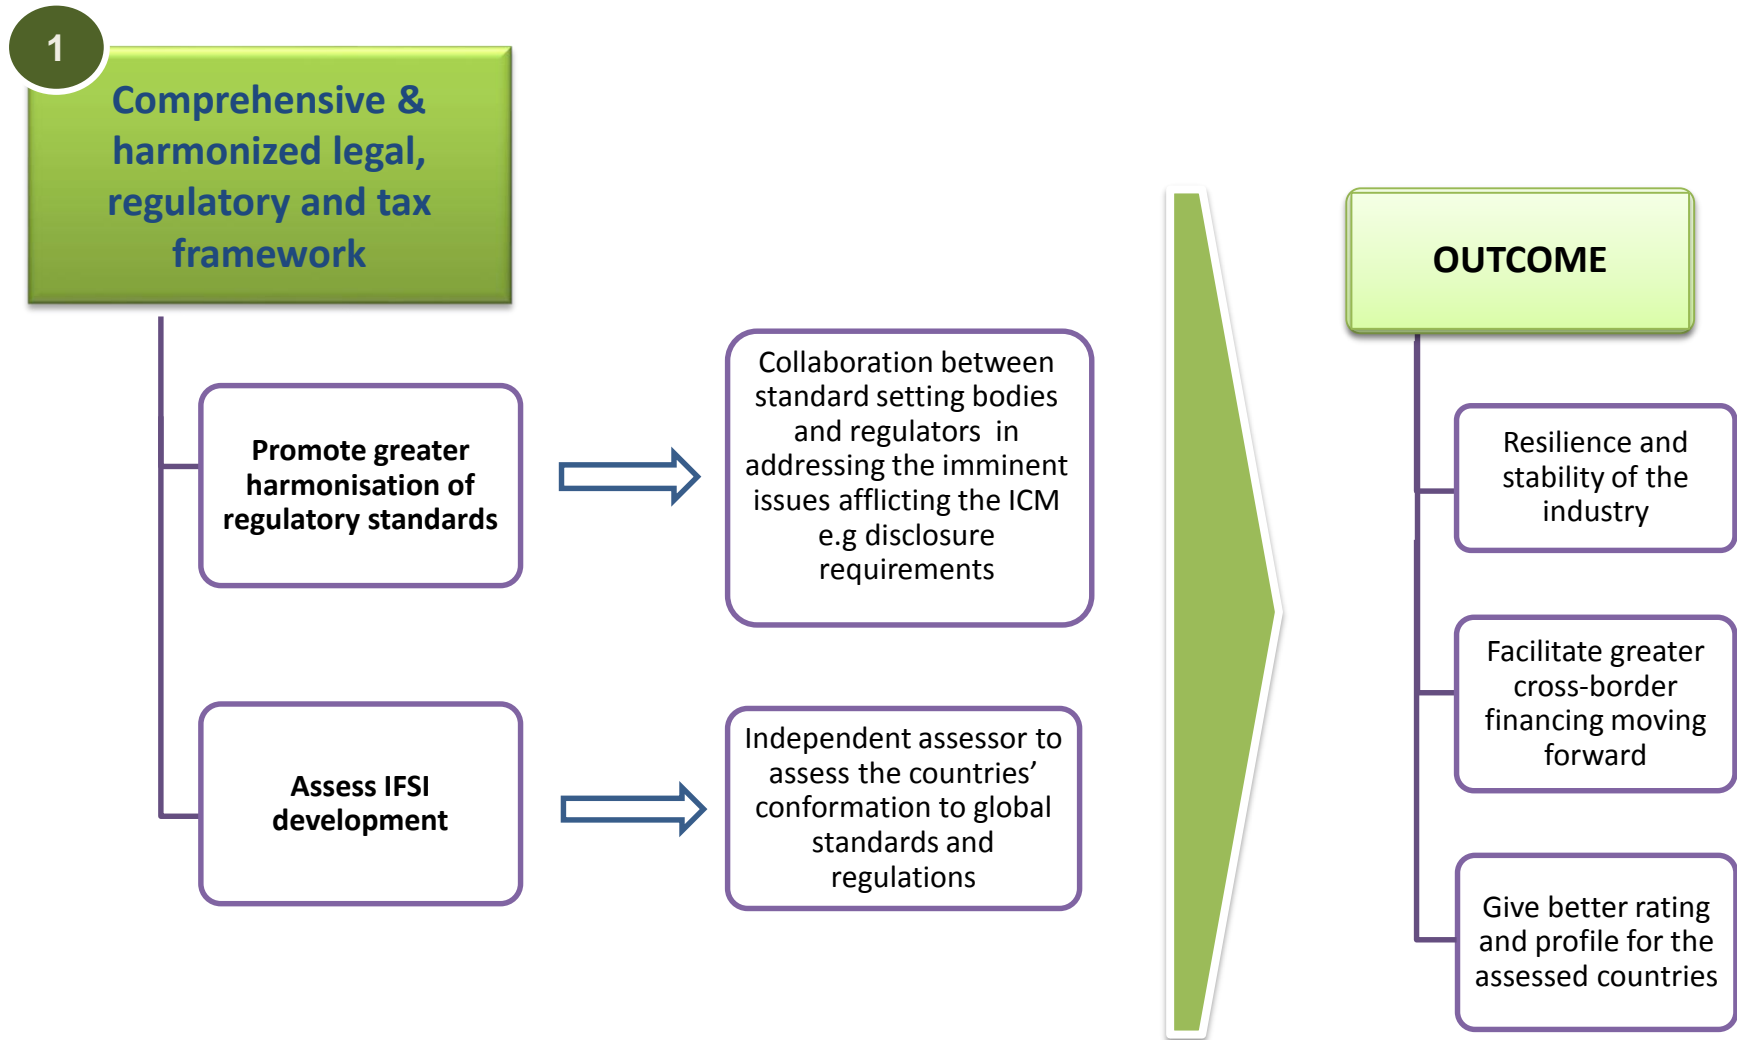 1
Comprehensive &
harmonized legal,
regulatory and tax
framework
Promote greater
harmonisation of
regulatory standards
Collaboration between
standard setting bodies
and regulators in
addressing the imminent
issues afflicting the ICM
e.g disclosure
requirements
Assess IFSI
development
Independent assessor to
assess the countries’
conformation to global
standards and
regulations
OUTCOME
Resilience and
stability of the
industry
Facilitate greater
cross-border
financing moving
forward
Give better rating
and profile for the
assessed countries